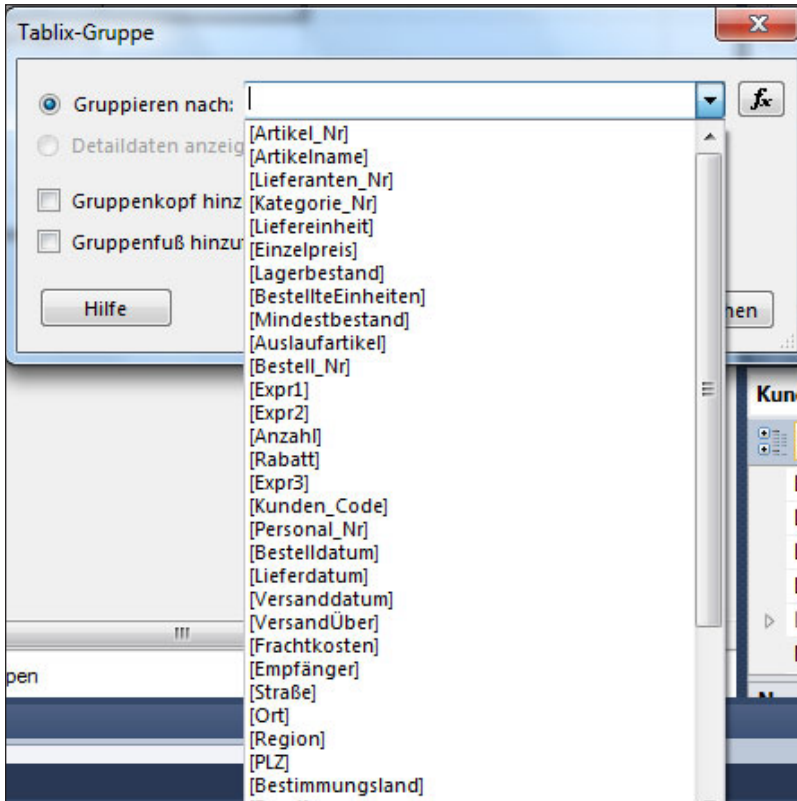 Tablix-Gruppe
Gruppieren nach:
fx
Detaildaten anzeig
Gruppenkopf hinz
Gruppenfuß hinzu
Hilfe
hen
[Artikel_Nr]
[Artikelname]
[Lieferanten_Nr]
[Kategorie_Nr]
[Liefereinheit]
[Einzelpreis]
[Lagerbestand]
[BestellteEinheiten]
[Mindestbestand]
[Auslaufartikel]
[Bestell_Nr]
[Expr1]
[Expr2]
[Anzahl]
[Rabatt]
[Expr3]
[Kunden_Code]
[Personal_Nr]
[Bestelldatum]
[Lieferdatum]
[Versanddatum]
[VersandÜber]
[Frachtkosten]
[Empfänger]
[Straße]
[Ort]
[Region]
[PLZ]
[Bestimmungsland]
Kun
pen